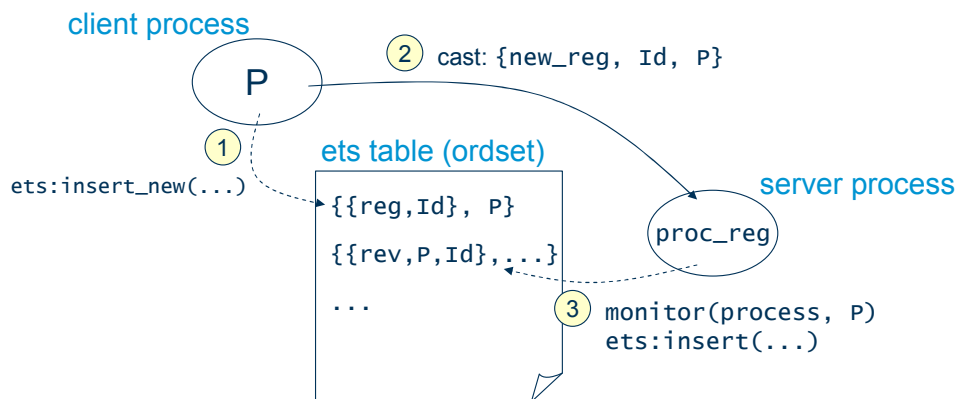 client process
P
2 cast: {new_reg, Id, P}
1
ets:insert_new(...)
ets table (ordset)
{{reg,Id}, P}
{{rev,P,Id},...}
...
server process
proc_reg
3 monitor(process, P)
ets:insert(...)